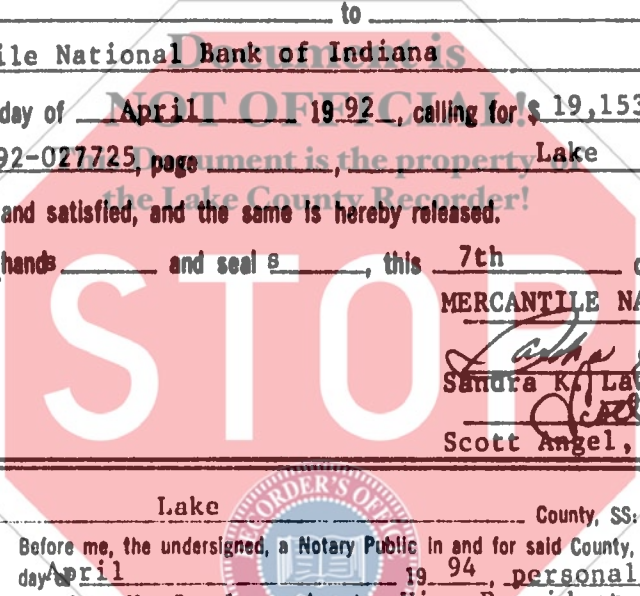 to
ile National Bank of Indiana
Document is
day of April 19 92, calling for $ 19,153
NOT OFFICIAL!
92-027725, page , Lake
Document is the property of
the Lake County Recorder!
and satisfied, and the same is hereby released.
hands and seal s , this 7th
STOP
MERCANTILE NA
Sandra K. La
Scott Angel,
RECORDER'S OFFIC
Lake County, SS:
Before me, the undersigned, a Notary Public in and for said County,
day April 19 94, personal